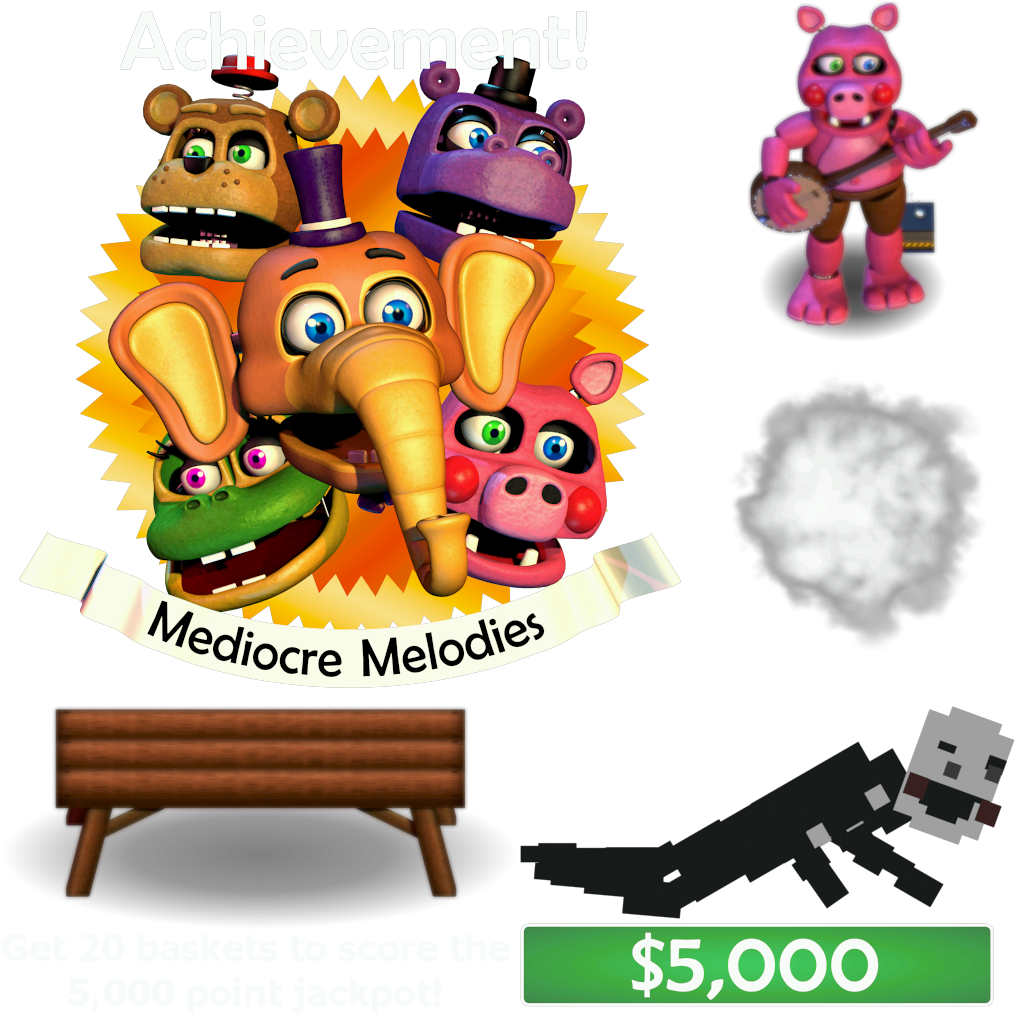 Achievement!
Mediocre Melodies
Get 20 baskets to score the
5,000 point jackpot!
$5,000